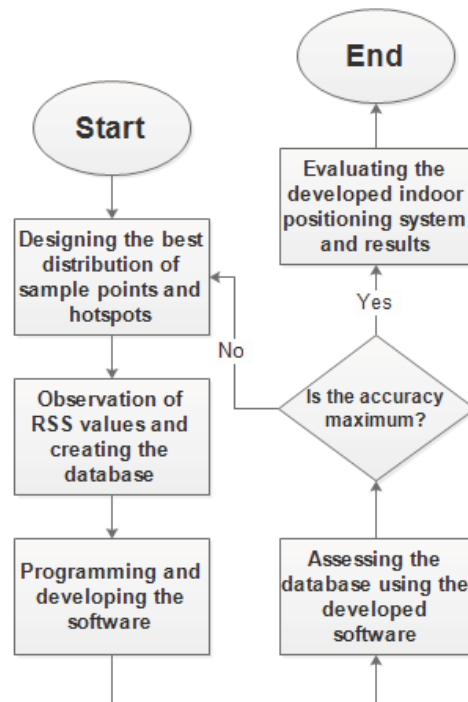 Start
Designing the best
distribution of
sample points and
hotspots
Observation of
RSS values and
creating the
database
Programming and
developing the
software
Assessing the
database using the
developed
software
Is the accuracy
maximum?
No
Yes
Evaluating the
developed indoor
positioning system
and results
End